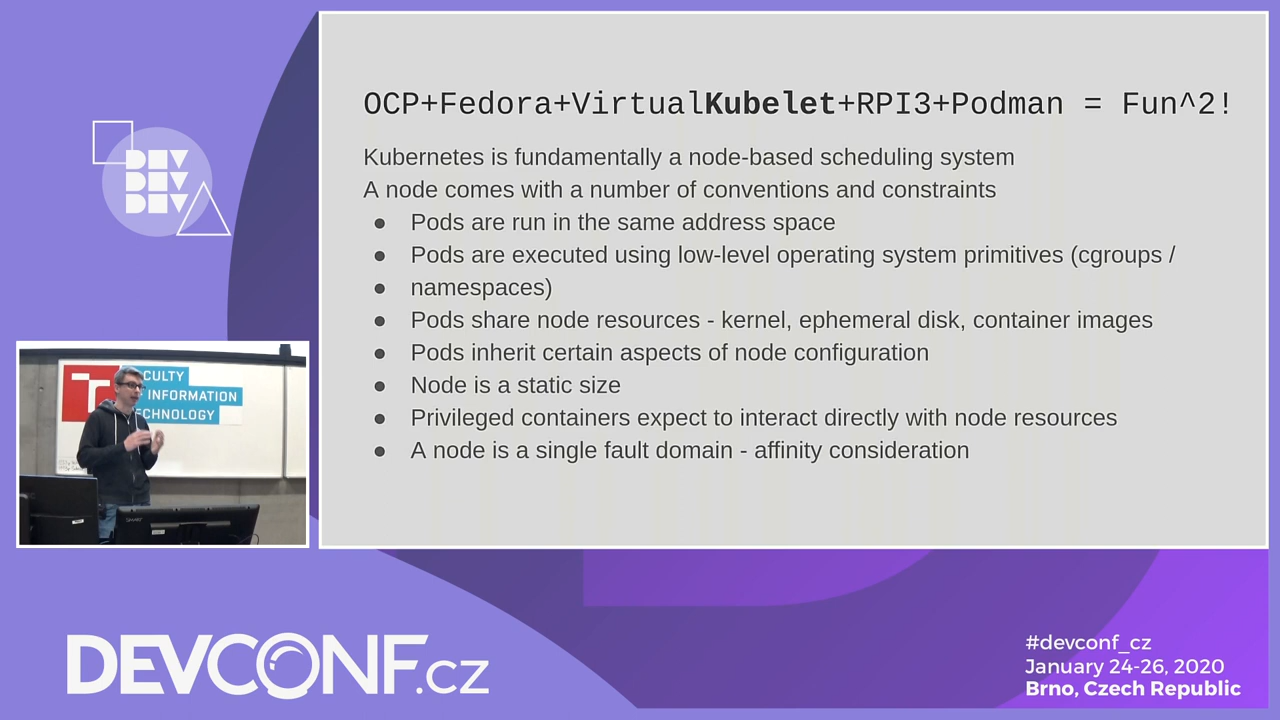 OCP+Fedora+VirtualKubelet+RPI3+Podman = Fun^2!
Kubernetes is fundamentally a node-based scheduling system
A node comes with a number of conventions and constraints
● Pods are run in the same address space
● Pods are executed using low-level operating system primitives (cgroups /
● namespaces)
● Pods share node resources - kernel, ephemeral disk, container images
● Pods inherit certain aspects of node configuration
● Node is a static size
● Privileged containers expect to interact directly with node resources
● A node is a single fault domain - affinity consideration
DEV
DEV
DEV
CULTY
INFORMATION
ECHNOLOGY
DEVCONF.cz
#devconf_cz
January 24-26, 2020
Brno, Czech Republic